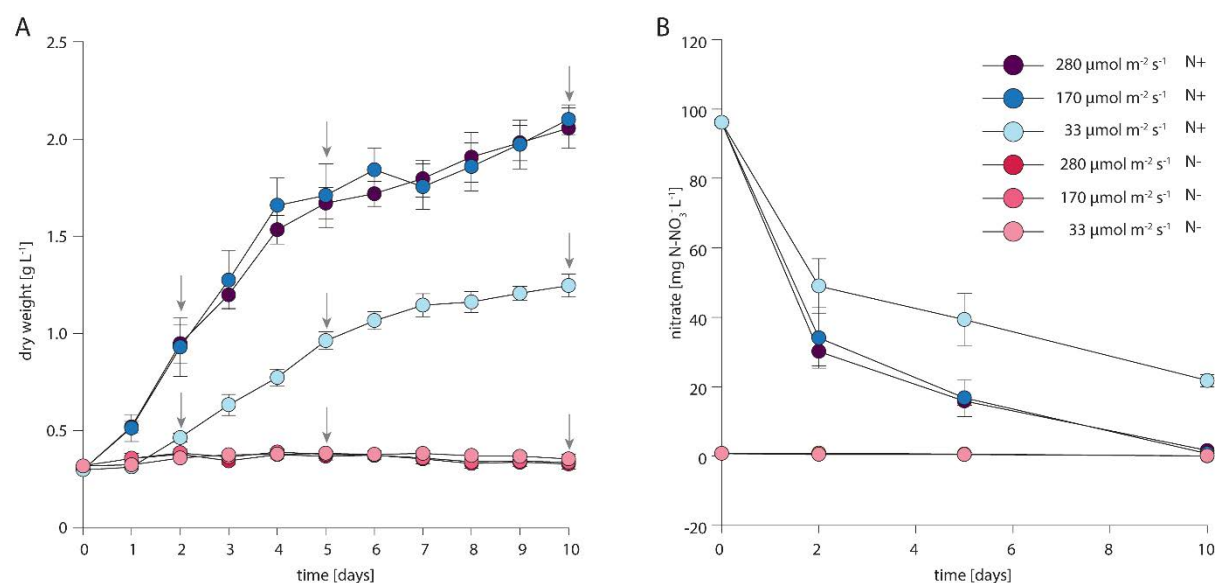 A
2.5
2.0
1.5
1.0
0.5
0
dry weight [g L⁻¹]
0 1 2 3 4 5 6 7 8 9 10
time [days]
B
120
100
80
60
40
20
0
-20
nitrate [mg N-NO₃⁻ L⁻¹]
0 2 4 6 8 10
time [days]
280 µmol m⁻² s⁻¹ N+
170 µmol m⁻² s⁻¹ N+
33 µmol m⁻² s⁻¹ N+
280 µmol m⁻² s⁻¹ N-
170 µmol m⁻² s⁻¹ N-
33 µmol m⁻² s⁻¹ N-